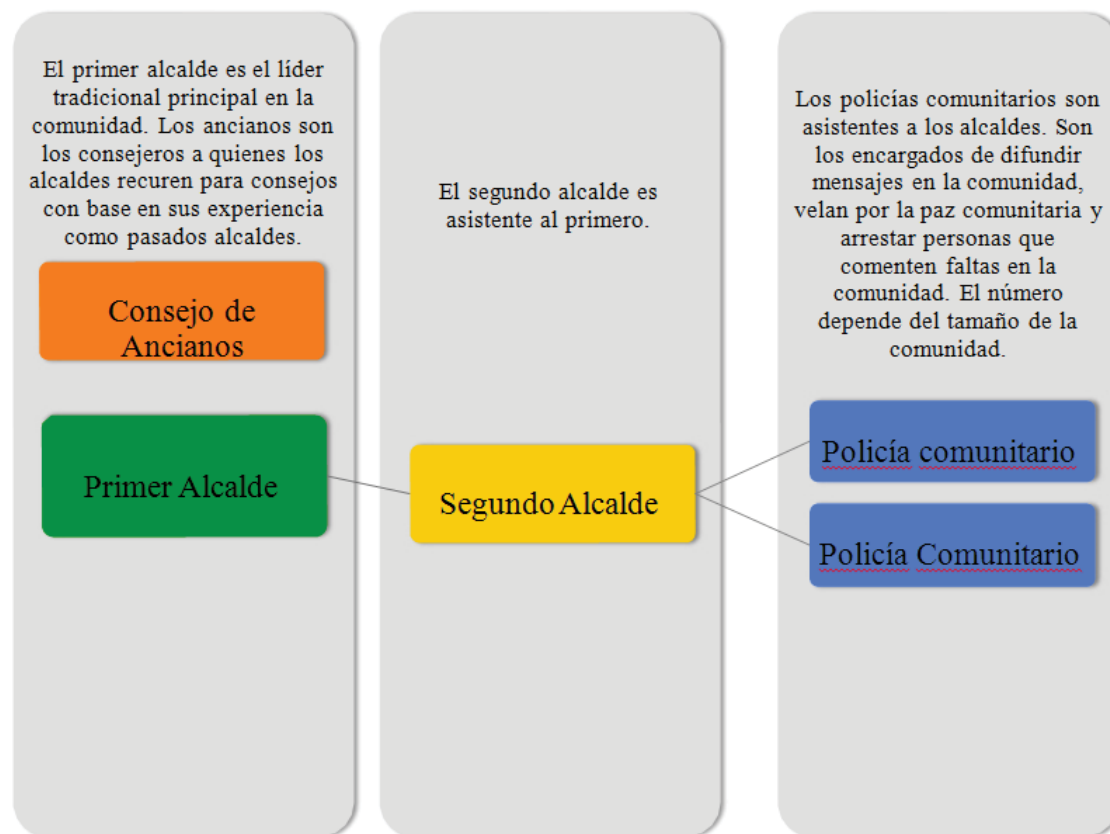 El primer alcalde es el líder
tradicional principal en la
comunidad. Los ancianos son
los consejeros a quienes los
alcaldes recuren para consejos
con base en sus experiencia
como pasados alcaldes.
Consejo de
Ancianos
Primer Alcalde
El segundo alcalde es
asistente al primero.
Segundo Alcalde
Los policías comunitarios son
asistentes a los alcaldes. Son
los encargados de difundir
mensajes en la comunidad,
velan por la paz comunitaria y
arrestar personas que
comenten faltas en la
comunidad. El número
depende del tamaño de la
comunidad.
Policía comunitario
Policía Comunitario